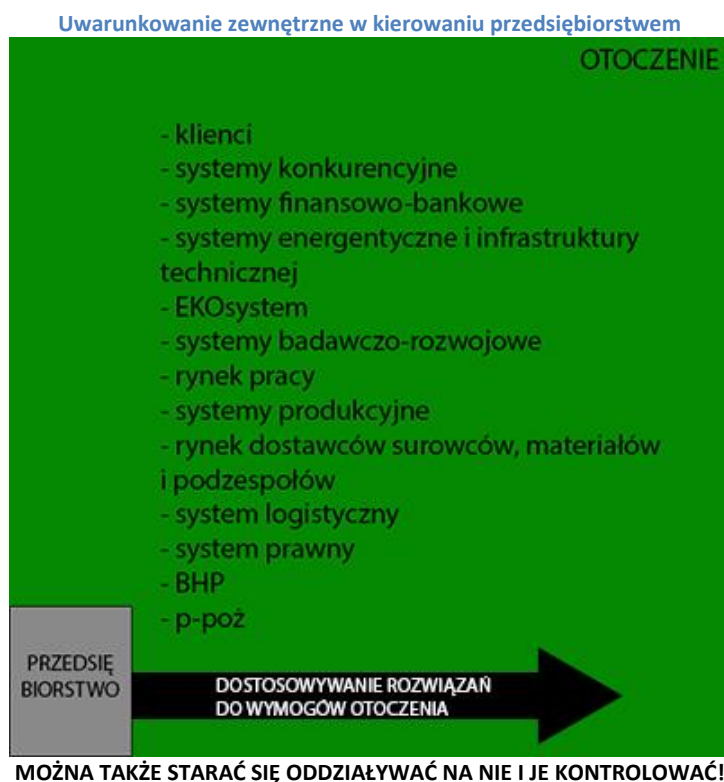 Uwarunkowanie zewnętrzne w kierowaniu przedsiębiorstwem
OTOCZENIE
- klienci
- systemy konkurencyjne
- systemy finansowo-bankowe
- systemy energentyczne i infrastruktury
technicznej
- EKOsystem
- systemy badawczo-rozwojowe
- rynek pracy
- systemy produkcyjne
- rynek dostawców surowców, materiałów
i podzespołów
- system logistyczny
- system prawny
- BHP
- p-poż
PRZEDSIĘ
BIORSTWO
DOSTOSOWYWANIE ROZWIĄZAŃ
DO WYMOGÓW OTOCZENIA
MOŻNA TAKŻE STARAĆ SIĘ ODDZIAŁYWAĆ NA NIE I JE KONTROLOWAĆ!